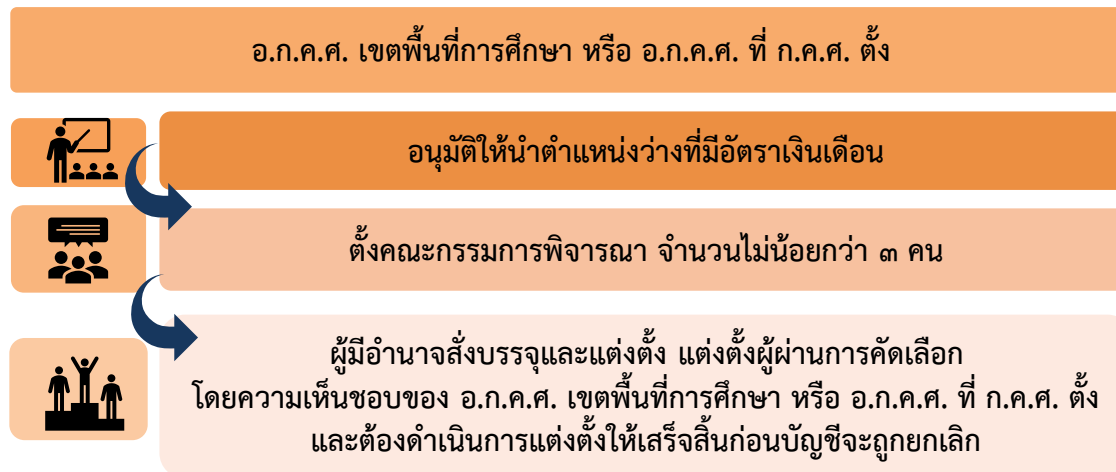 อ.ก.ค.ศ. เขตพื้นที่การศึกษา หรือ อ.ก.ค.ศ. ที่ ก.ค.ศ. ตั้ง
อนุมัติให้นำตำแหน่งว่างที่มีอัตราเงินเดือน
ตั้งคณะกรรมการพิจารณา จำนวนไม่น้อยกว่า ๓ คน
ผู้มีอำนาจสั่งบรรจุและแต่งตั้ง แต่งตั้งผู้ผ่านการคัดเลือก
โดยความเห็นชอบของ อ.ก.ค.ศ. เขตพื้นที่การศึกษา หรือ อ.ก.ค.ศ. ที่ ก.ค.ศ. ตั้ง
และต้องดำเนินการแต่งตั้งให้เสร็จสิ้นก่อนบัญชีจะถูกยกเลิก